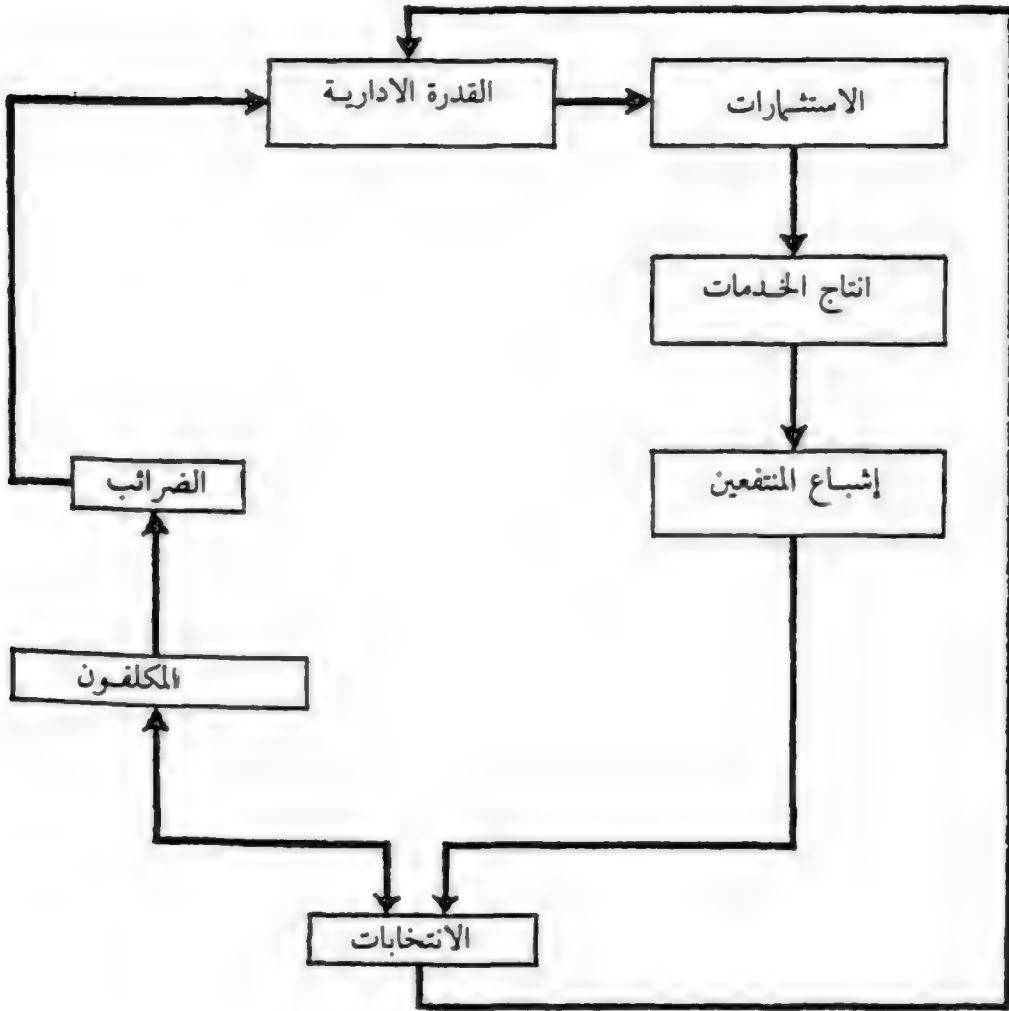 القدرة الادارية
الاستثمارات
انتاج الخدمات
إشباع المنتفعين
الضرائب
المكلفون
الانتخابات